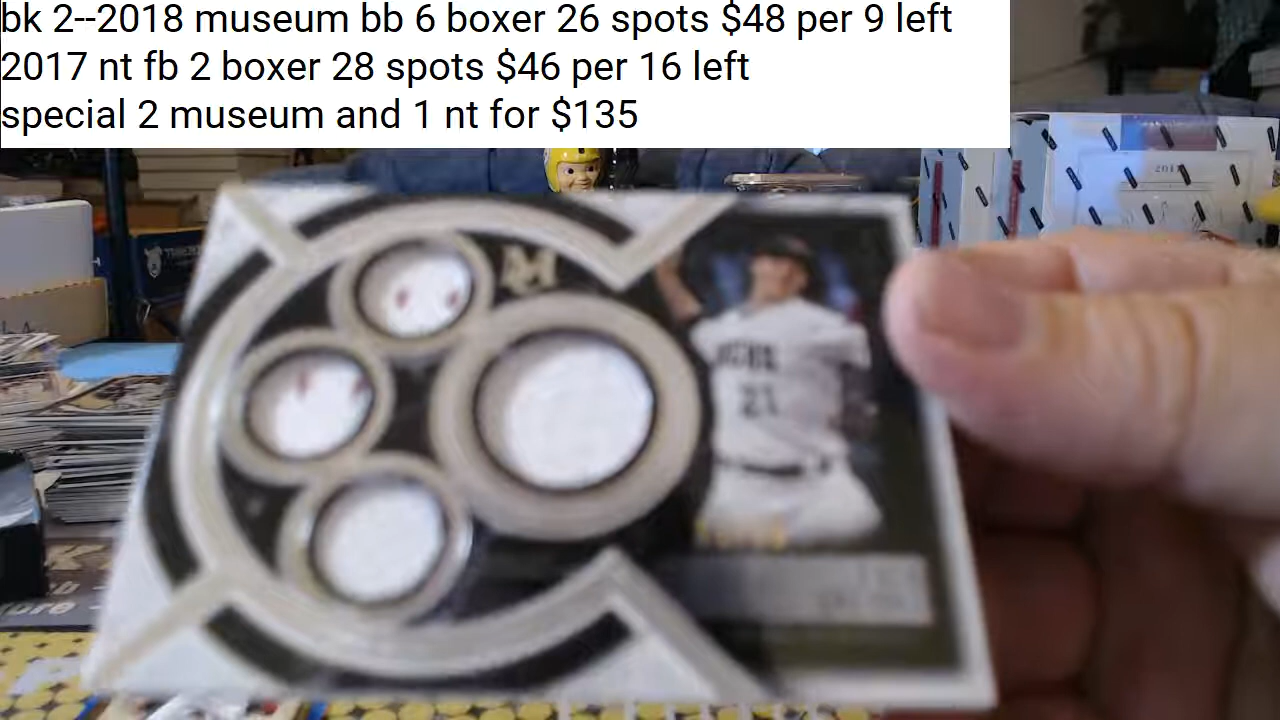 bk 2--2018 museum bb 6 boxer 26 spots $48 per 9 left
2017 nt fb 2 boxer 28 spots $46 per 16 left
special 2 museum and 1 nt for $135
21